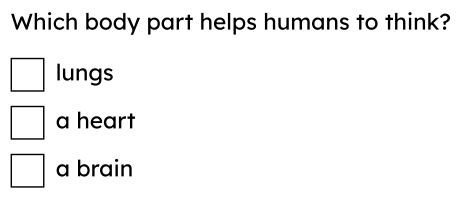 Which body part helps humans to think?
lungs
a heart
a brain